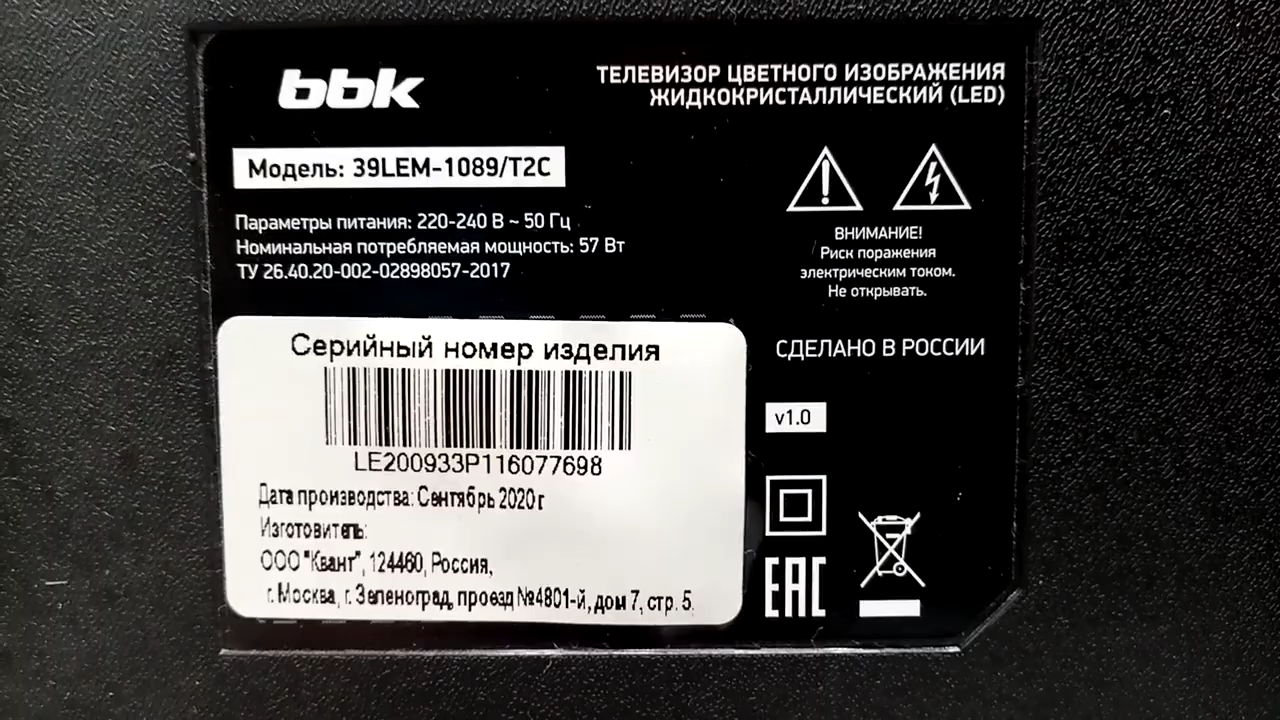 bbk
ТЕЛЕВИЗОР ЦВЕТНОГО ИЗОБРАЖЕНИЯ
ЖИДКОКРИСТАЛЛИЧЕСКИЙ (LED)
Модель: 39LEM-1089/T2C
Параметры питания: 220-240 В ~ 50 Гц
Номинальная потребляемая мощность: 57 Вт
ТУ 26.40.20-002-02898057-2017
ВНИМАНИЕ!
Риск поражения
электрическим током.
Не открывать.
СДЕЛАНО В РОССИИ
v1.0
EAC
Серийный номер изделия
LE200933P116077698
Дата производства: Сентябрь 2020 г
Изготовитель:
ООО "Квант", 124460, Россия,
г. Москва, г. Зеленоград, проезд №4801-й, дом 7, стр. 5.